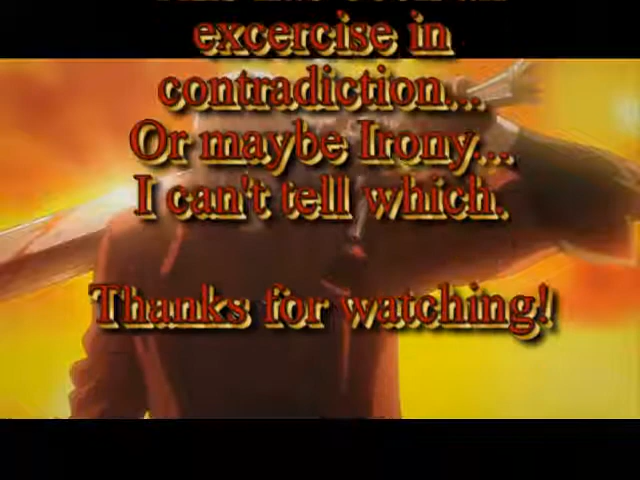 excercise in
contradiction...
Or maybe Irony...
I can't tell which.
Thanks for watching!